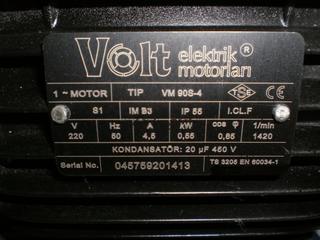 Volt elektrik®
motorları
1 ~ MOTOR TIP VM 90S-4 TSE
S1 IM B3 IP 55 I.CL.F
V Hz A kW cos φ 1/min
220 50 4,5 0,55 0,85 1420
KONDANSATÖR: 20 µF 450 V
Serial No. 045759201413 TS 3205 EN 60034-1